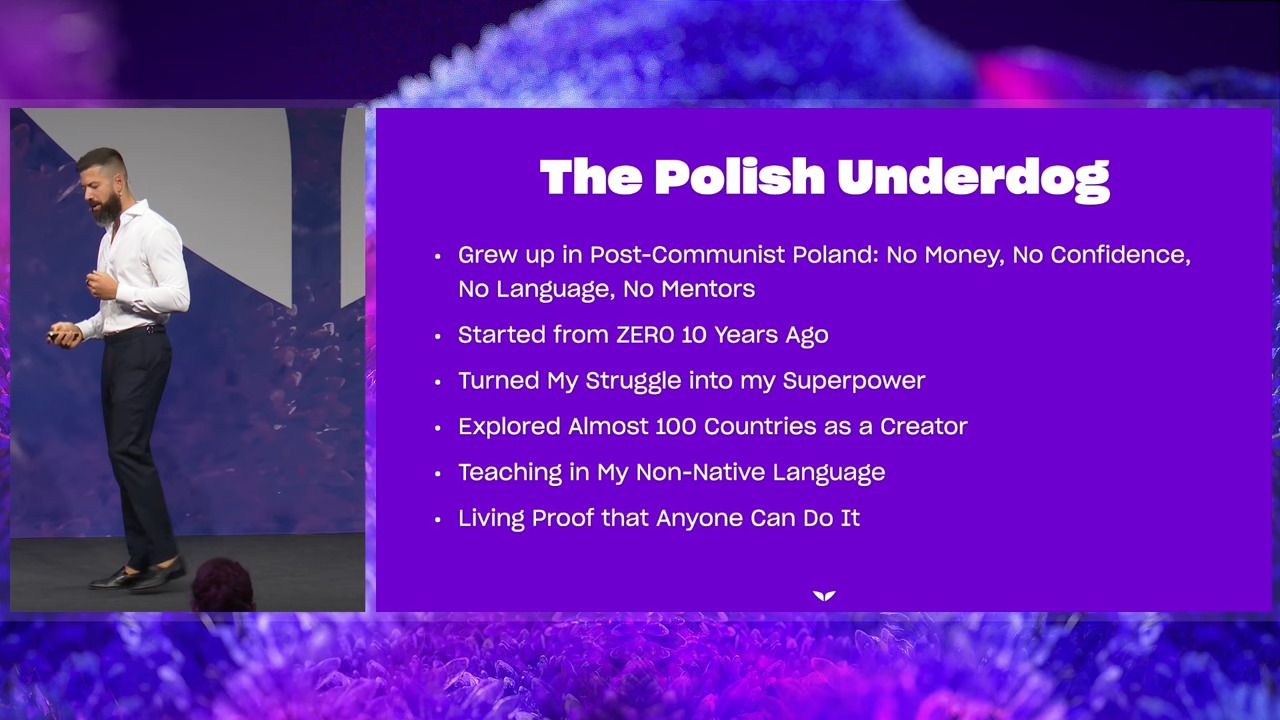 The Polish Underdog
• Grew up in Post-Communist Poland: No Money, No Confidence,
No Language, No Mentors
• Started from ZERO 10 Years Ago
• Turned My Struggle into my Superpower
• Explored Almost 100 Countries as a Creator
• Teaching in My Non-Native Language
• Living Proof that Anyone Can Do It